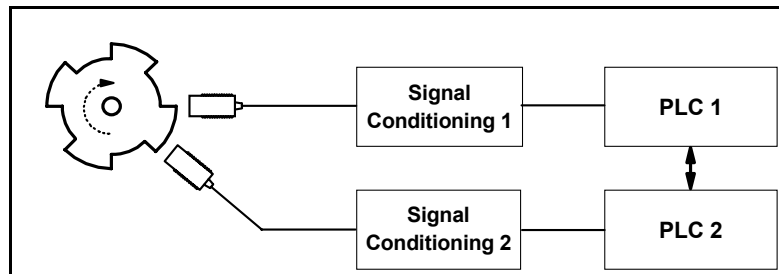 Signal
Conditioning 1
PLC 1
Signal
Conditioning 2
PLC 2